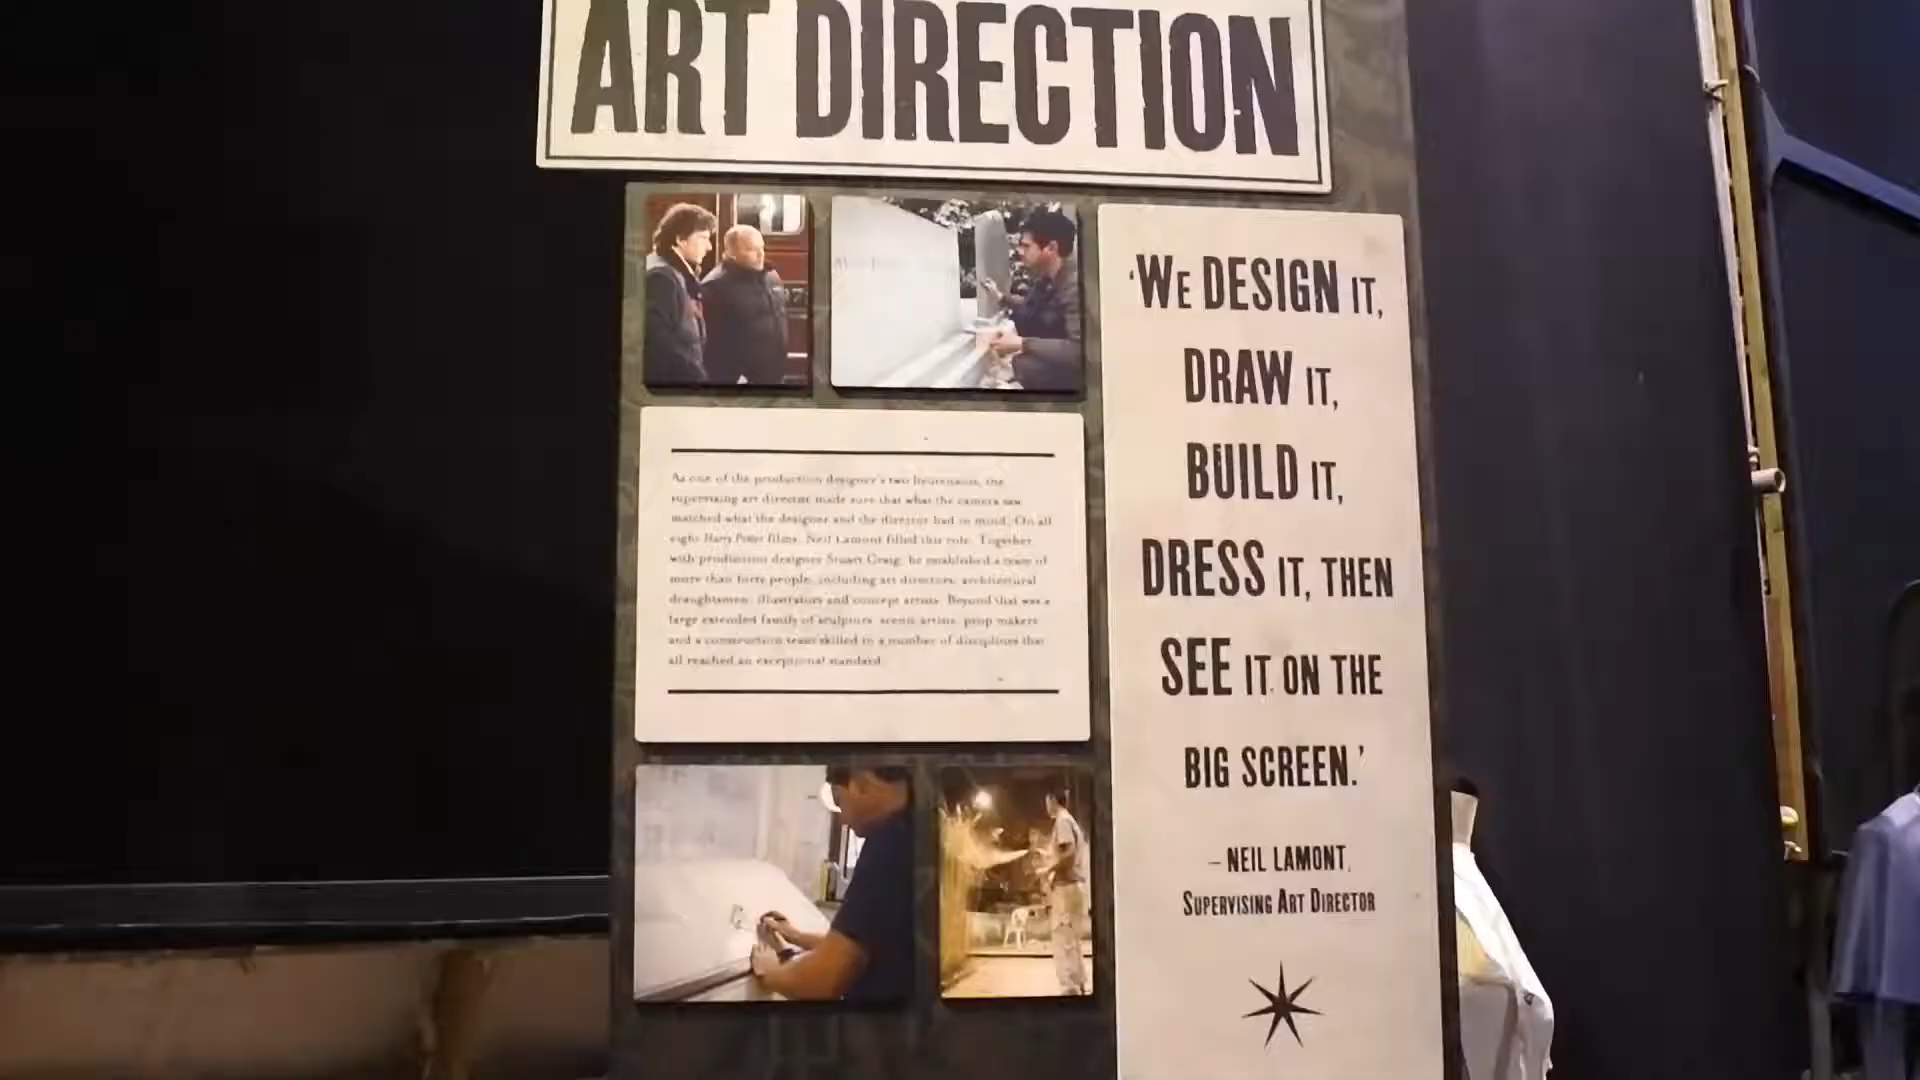 ART DIRECTION
As one of the production designer's two lieutenants, the
supervising art director made sure that what the camera saw
matched what the designer and the director had in mind. On all
eight Harry Potter films, Neil Lamont filled this role. Together
with production designer Stuart Craig, he established a team of
more than forty people, including art directors, architectural
draughtsmen, illustrators and concept artists. Beyond that was a
large extended family of sculptors, scenic artists, prop makers
and a construction team skilled in a number of disciplines that
all reached an exceptional standard.
'WE DESIGN IT,
DRAW IT,
BUILD IT,
DRESS IT, THEN
SEE IT ON THE
BIG SCREEN.'
– NEIL LAMONT,
SUPERVISING ART DIRECTOR